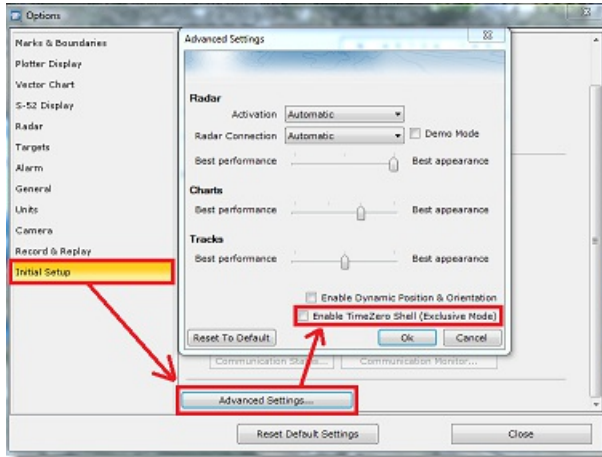 Options
Marks & Boundaries
Plotter Display
Vector Chart
S-52 Display
Radar
Targets
Alarm
General
Units
Camera
Record & Replay
Initial Setup
Advanced Settings
Radar
Activation Automatic
Radar Connection Automatic Demo Mode
Best performance Best appearance
Charts
Best performance Best appearance
Tracks
Best performance Best appearance
Enable Dynamic Position & Orientation
Enable TimeZero Shell (Exclusive Mode)
Reset To Default Ok Cancel
Communication Status... Communication Monitor...
Advanced Settings...
Reset Default Settings Close